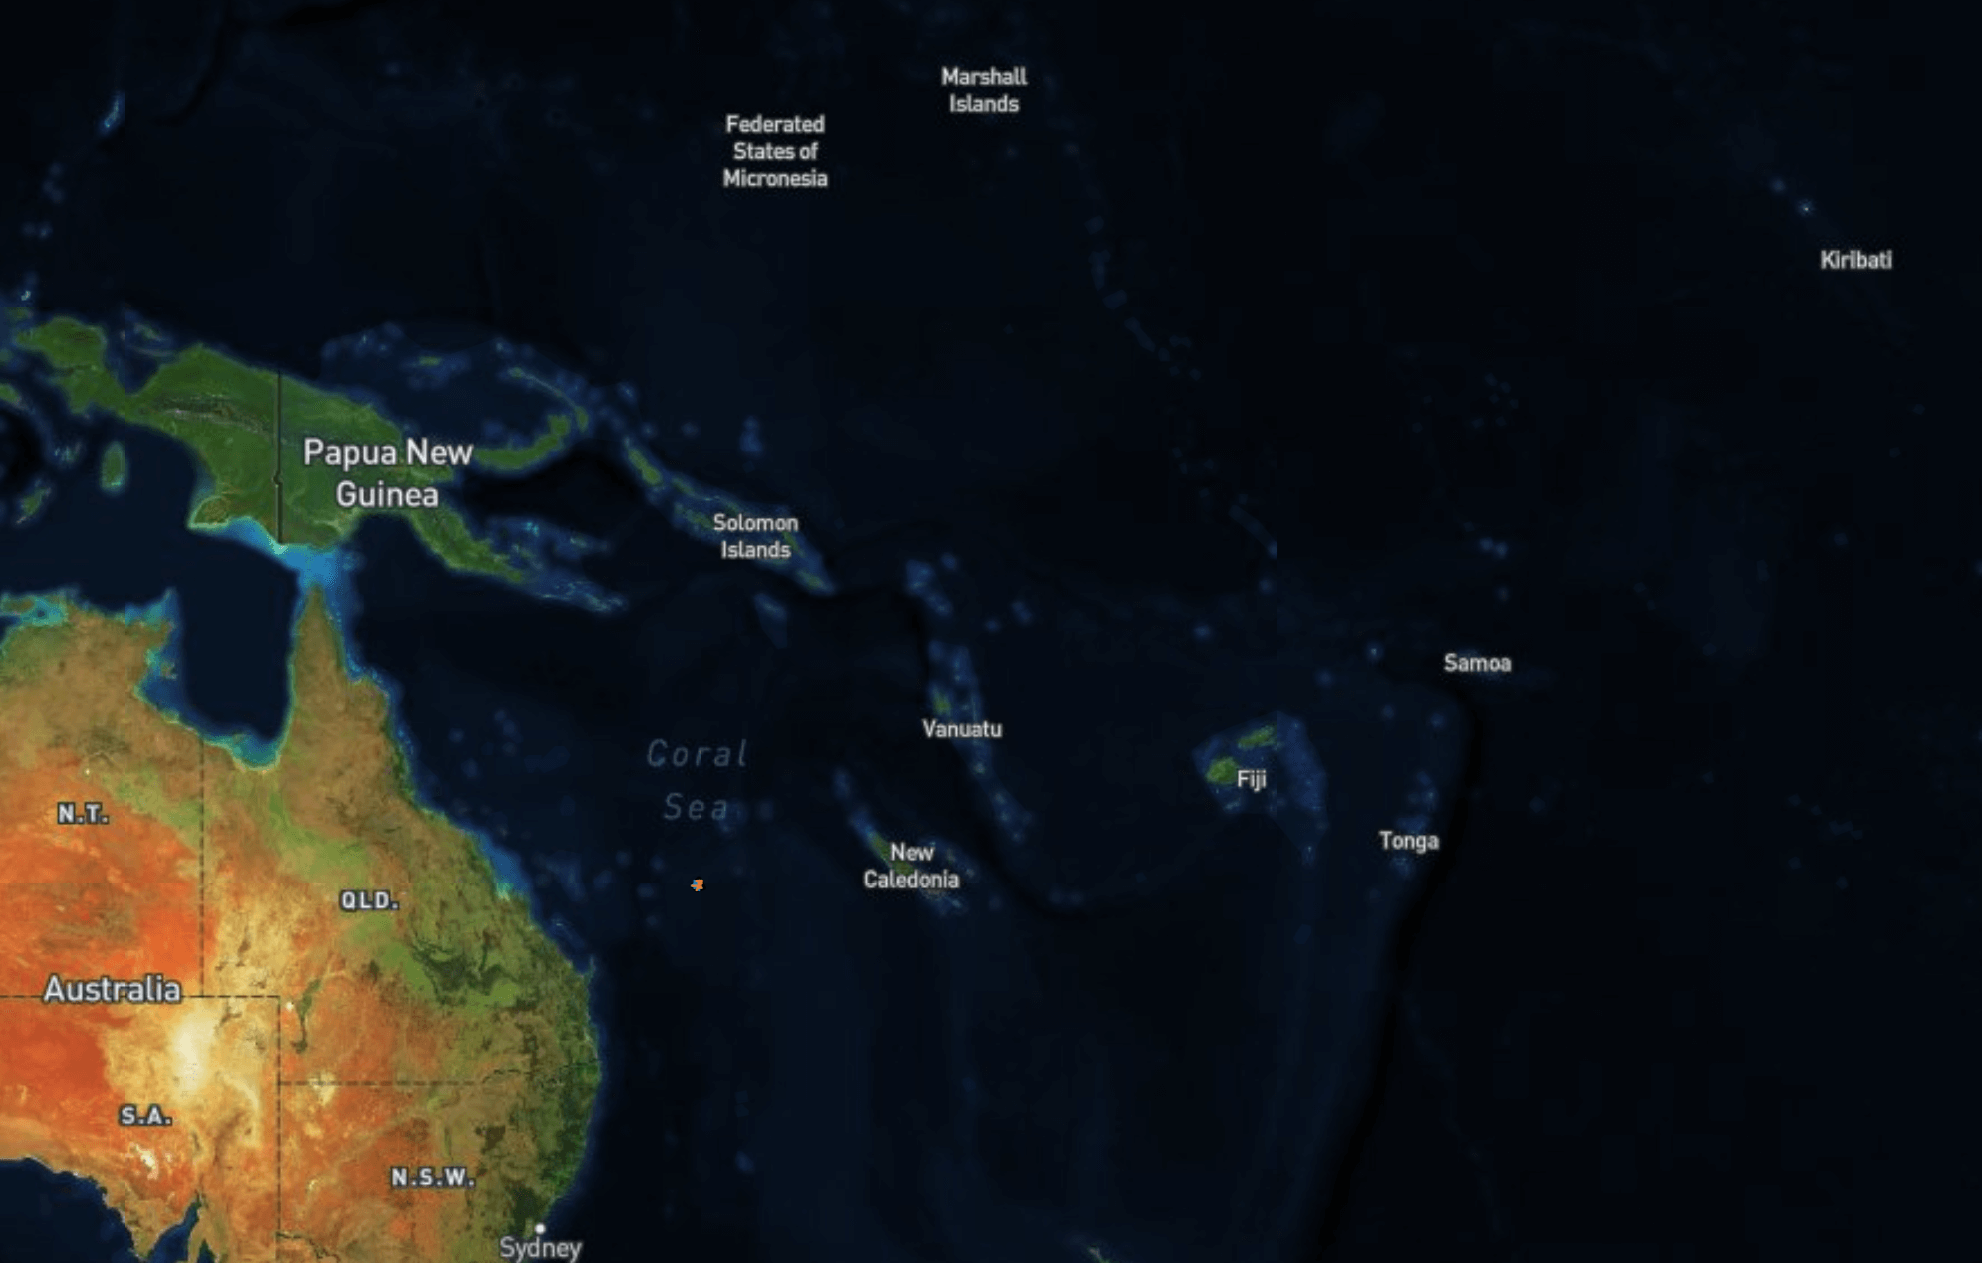 Marshall
Islands
Federated
States of
Micronesia
Kiribati
Papua New
Guinea
Solomon
Islands
Samoa
Vanuatu
Coral
Sea
Fiji
N.T.
Tonga
New
Caledonia
QLD.
Australia
S.A.
N.S.W.
Sydney